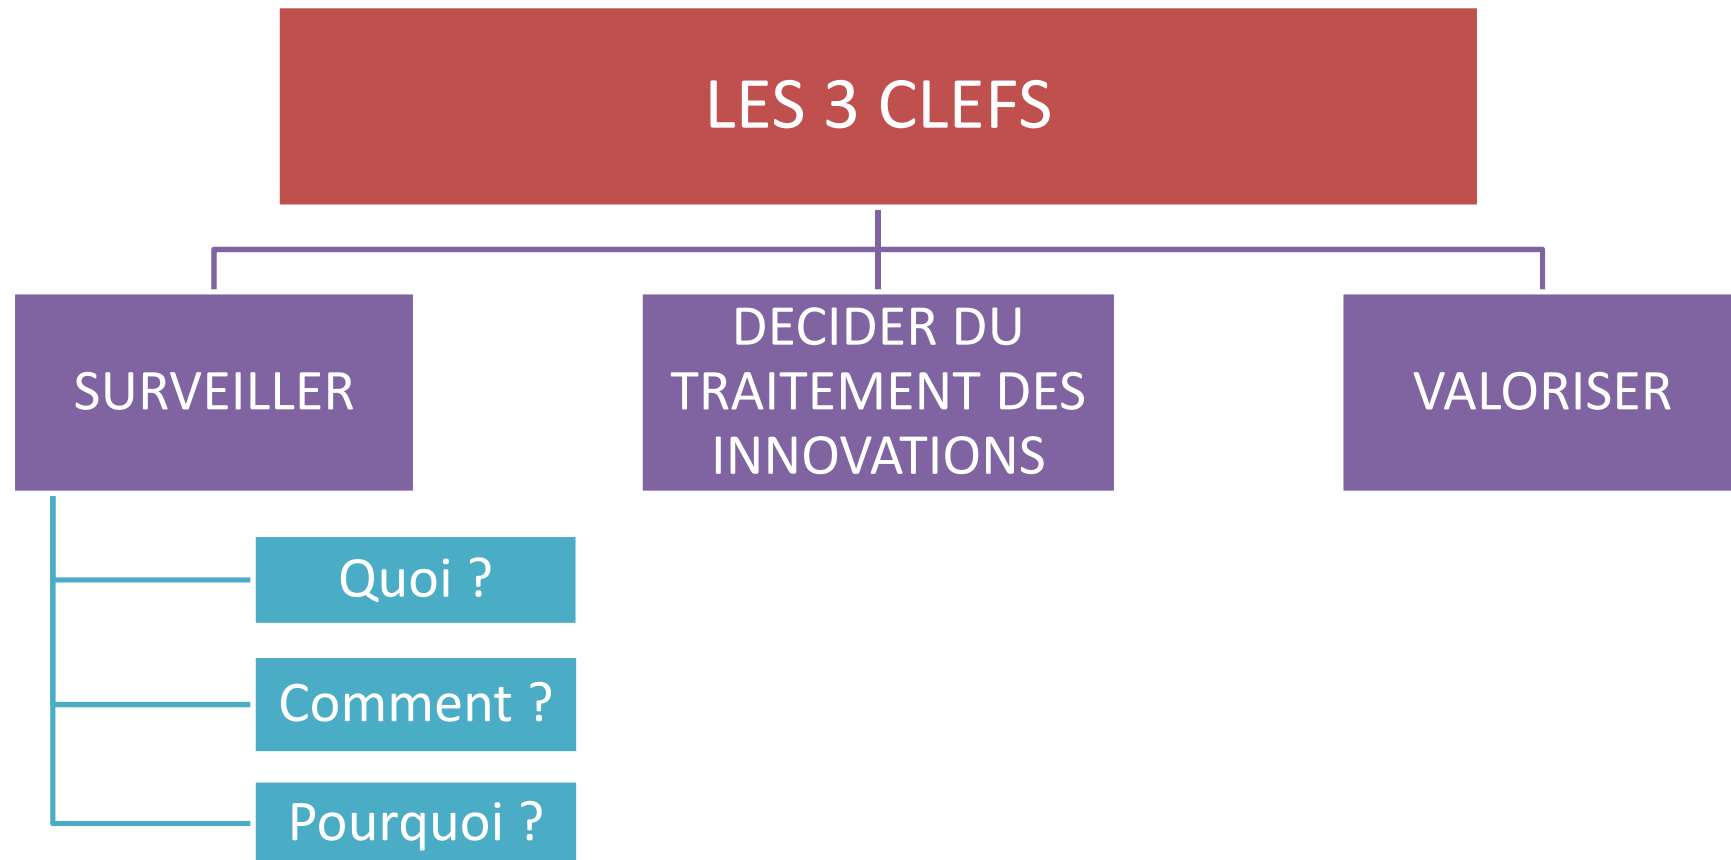 LES 3 CLEFS
SURVEILLER
DECIDER DU
TRAITEMENT DES
INNOVATIONS
VALORISER
Quoi ?
Comment ?
Pourquoi ?